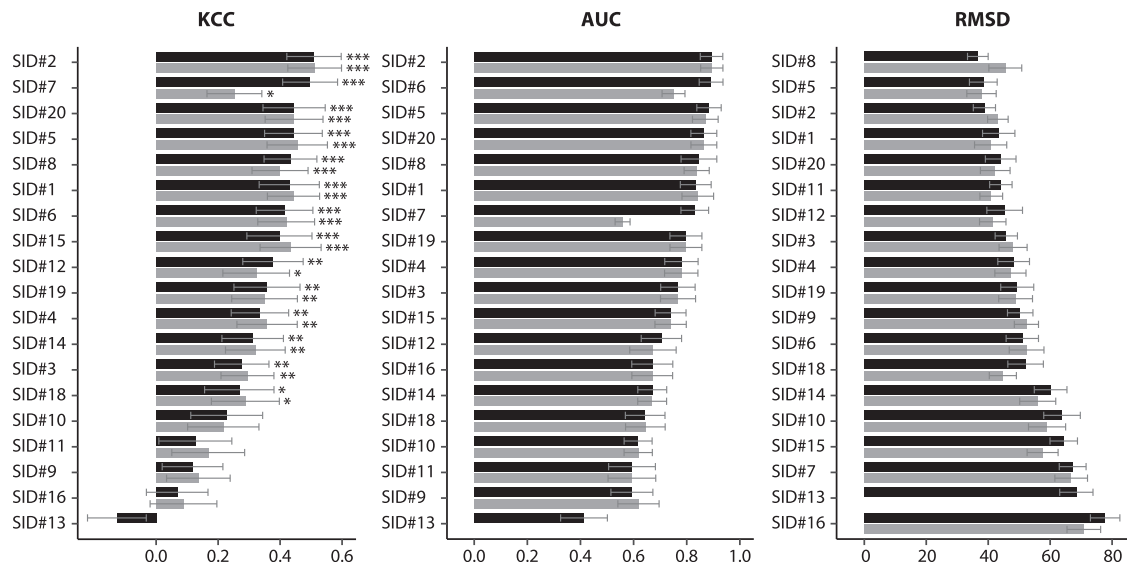 KCC
AUC
RMSD
SID#2 *** ***
SID#7 *** *
SID#20 *** ***
SID#5 *** ***
SID#8 *** ***
SID#1 *** ***
SID#6 *** ***
SID#15 *** ***
SID#12 ** *
SID#19 ** **
SID#4 ** **
SID#14 ** **
SID#3 ** **
SID#18 * *
SID#10
SID#11
SID#9
SID#16
SID#13
0.0 0.2 0.4 0.6
SID#2
SID#6
SID#5
SID#20
SID#8
SID#1
SID#7
SID#19
SID#4
SID#3
SID#15
SID#12
SID#16
SID#14
SID#18
SID#10
SID#11
SID#9
SID#13
0.0 0.2 0.4 0.6 0.8 1.0
SID#8
SID#5
SID#2
SID#1
SID#20
SID#11
SID#12
SID#3
SID#4
SID#19
SID#9
SID#6
SID#18
SID#14
SID#10
SID#15
SID#7
SID#13
SID#16
0 20 40 60 80